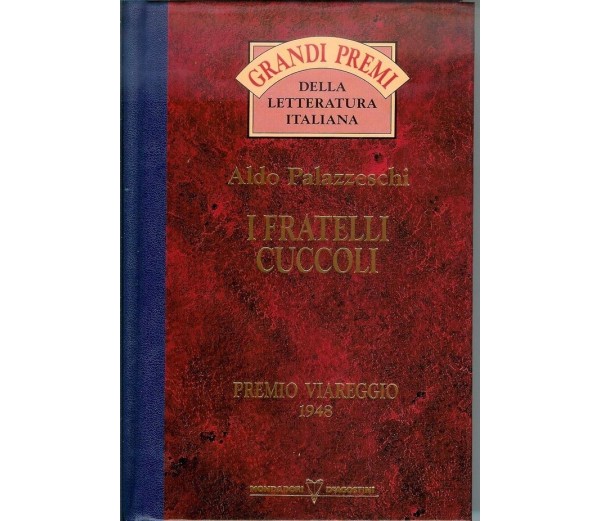 GRANDI PREMI
DELLA
LETTERATURA
ITALIANA
Aldo Palazzeschi
I FRATELLI
CUCCOLI
PREMIO VIAREGGIO
1948
MONDADORI DeAGOSTINI